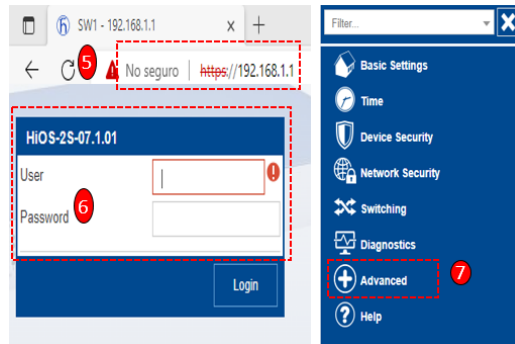 SW1 - 192.168.1.1
5
No seguro | https://192.168.1.1
HiOS-2S-07.1.01
User
!
Password
6
Login
Filter...
Basic Settings
Time
Device Security
Network Security
Switching
Diagnostics
Advanced
7
Help